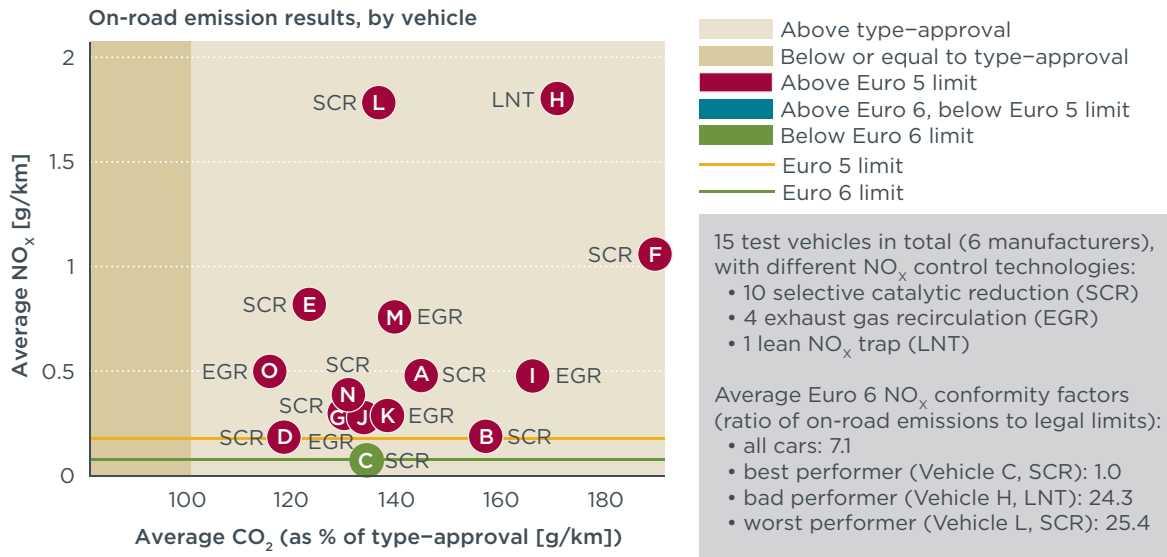 On-road emission results, by vehicle
2
1.5
1
0.5
0
Average NOX [g/km]
SCR L
LNT H
SCR F
SCR E
M EGR
EGR O
SCR
N
A SCR
I EGR
SCR G
J
K EGR
SCR D
EGR
B SCR
C SCR
100 120 140 160 180
Average CO2 (as % of type−approval [g/km])
Above type−approval
Below or equal to type−approval
Above Euro 5 limit
Above Euro 6, below Euro 5 limit
Below Euro 6 limit
Euro 5 limit
Euro 6 limit
15 test vehicles in total (6 manufacturers),
with different NOX control technologies:
• 10 selective catalytic reduction (SCR)
• 4 exhaust gas recirculation (EGR)
• 1 lean NOX trap (LNT)
Average Euro 6 NOX conformity factors
(ratio of on-road emissions to legal limits):
• all cars: 7.1
• best performer (Vehicle C, SCR): 1.0
• bad performer (Vehicle H, LNT): 24.3
• worst performer (Vehicle L, SCR): 25.4